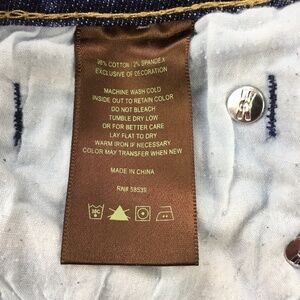 98% COTTON 2% SPANDEX
EXCLUSIVE OF DECORATION
MACHINE WASH COLD
INSIDE OUT TO RETAIN COLOR
DO NOT BLEACH
TUMBLE DRY LOW
OR FOR BETTER CARE
LAY FLAT TO DRY
WARM IRON IF NECESSARY
COLOR MAY TRANSFER WHEN NEW
MADE IN CHINA
RN# 58535